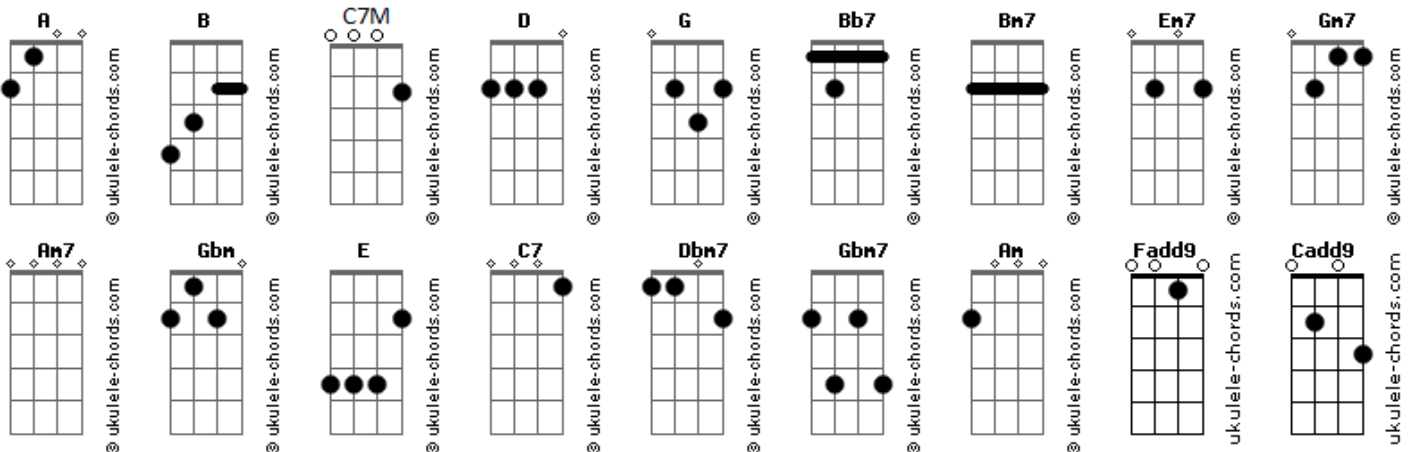 A B C7M D G Bb7 Bm7 Em7 Gm7
© ukulele-chords.com © ukulele-chords.com © ukulele-chords.com © ukulele-chords.com © ukulele-chords.com © ukulele-chords.com © ukulele-chords.com © ukulele-chords.com © ukulele-chords.com
Am7 Gbm E C7 Dbm7 Gbm7 Am Fadd9 Cadd9
© ukulele-chords.com © ukulele-chords.com © ukulele-chords.com © ukulele-chords.com © ukulele-chords.com © ukulele-chords.com © ukulele-chords.com ukulele-chords.com ukulele-chords.com